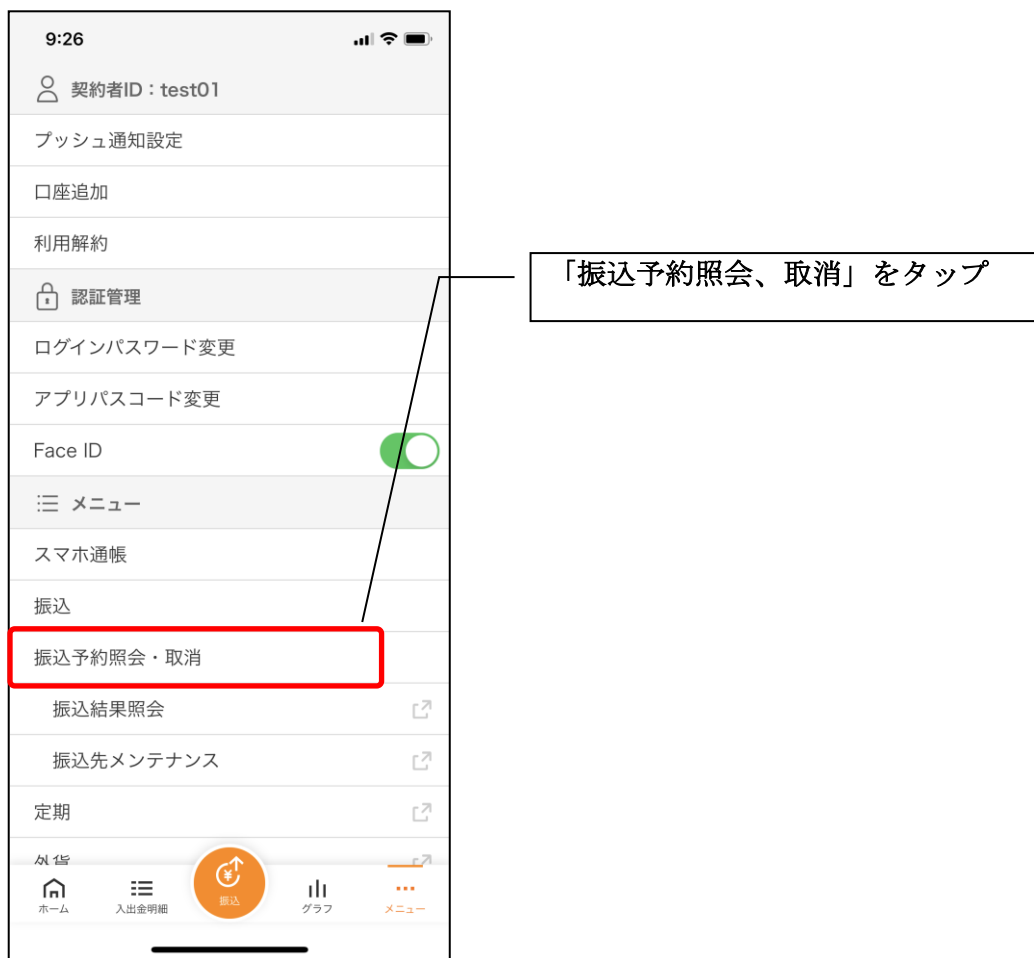 9:26
契約者ID：test01
プッシュ通知設定
口座追加
利用解約
「振込予約照会、取消」をタップ
認証管理
ログインパスワード変更
アプリパスコード変更
Face ID
メニュー
スマホ通帳
振込
振込予約照会・取消
振込結果照会
振込先メンテナンス
定期
外貨
振込
ホーム
入出金明細
グラフ
メニュー